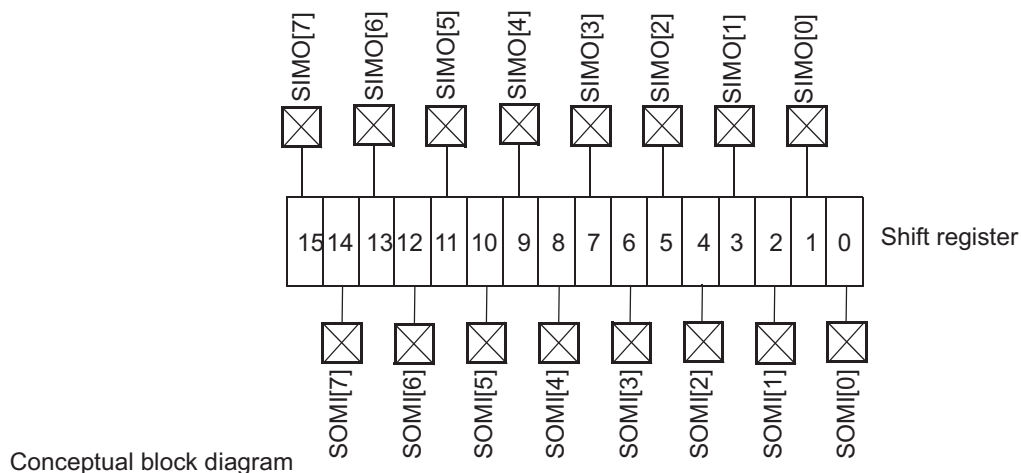 SIMO[7] SIMO[6] SIMO[5] SIMO[4] SIMO[3] SIMO[2] SIMO[1] SIMO[0]
15 14 13 12 11 10 9 8 7 6 5 4 3 2 1 0 Shift register
SOMI[7] SOMI[6] SOMI[5] SOMI[4] SOMI[3] SOMI[2] SOMI[1] SOMI[0]
Conceptual block diagram